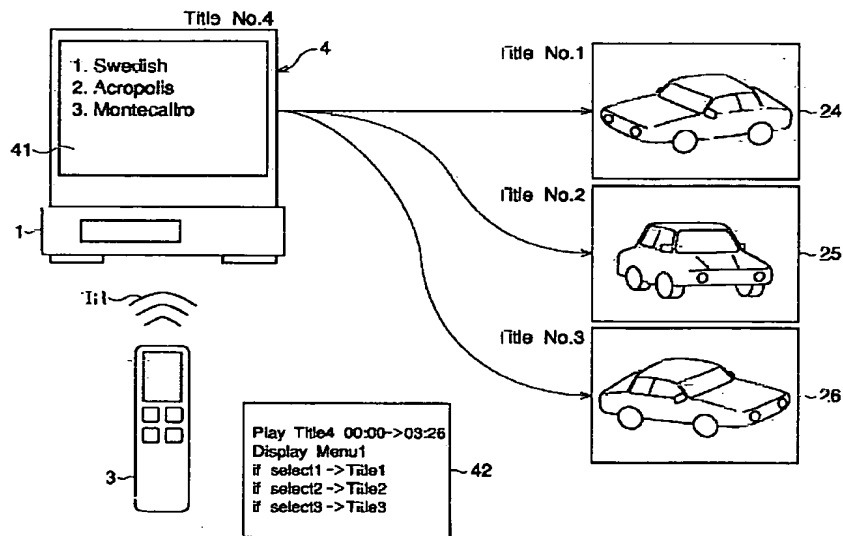 Title No.4
1. Swedish
2. Acropolis
3. Montecallro
4
41
1
3
Title No.1
24
Title No.2
25
Title No.3
26
Play Title4 00:00->03:26
Display Menu1
if select1->Title1
if select2->Title2
if select3->Title3
42